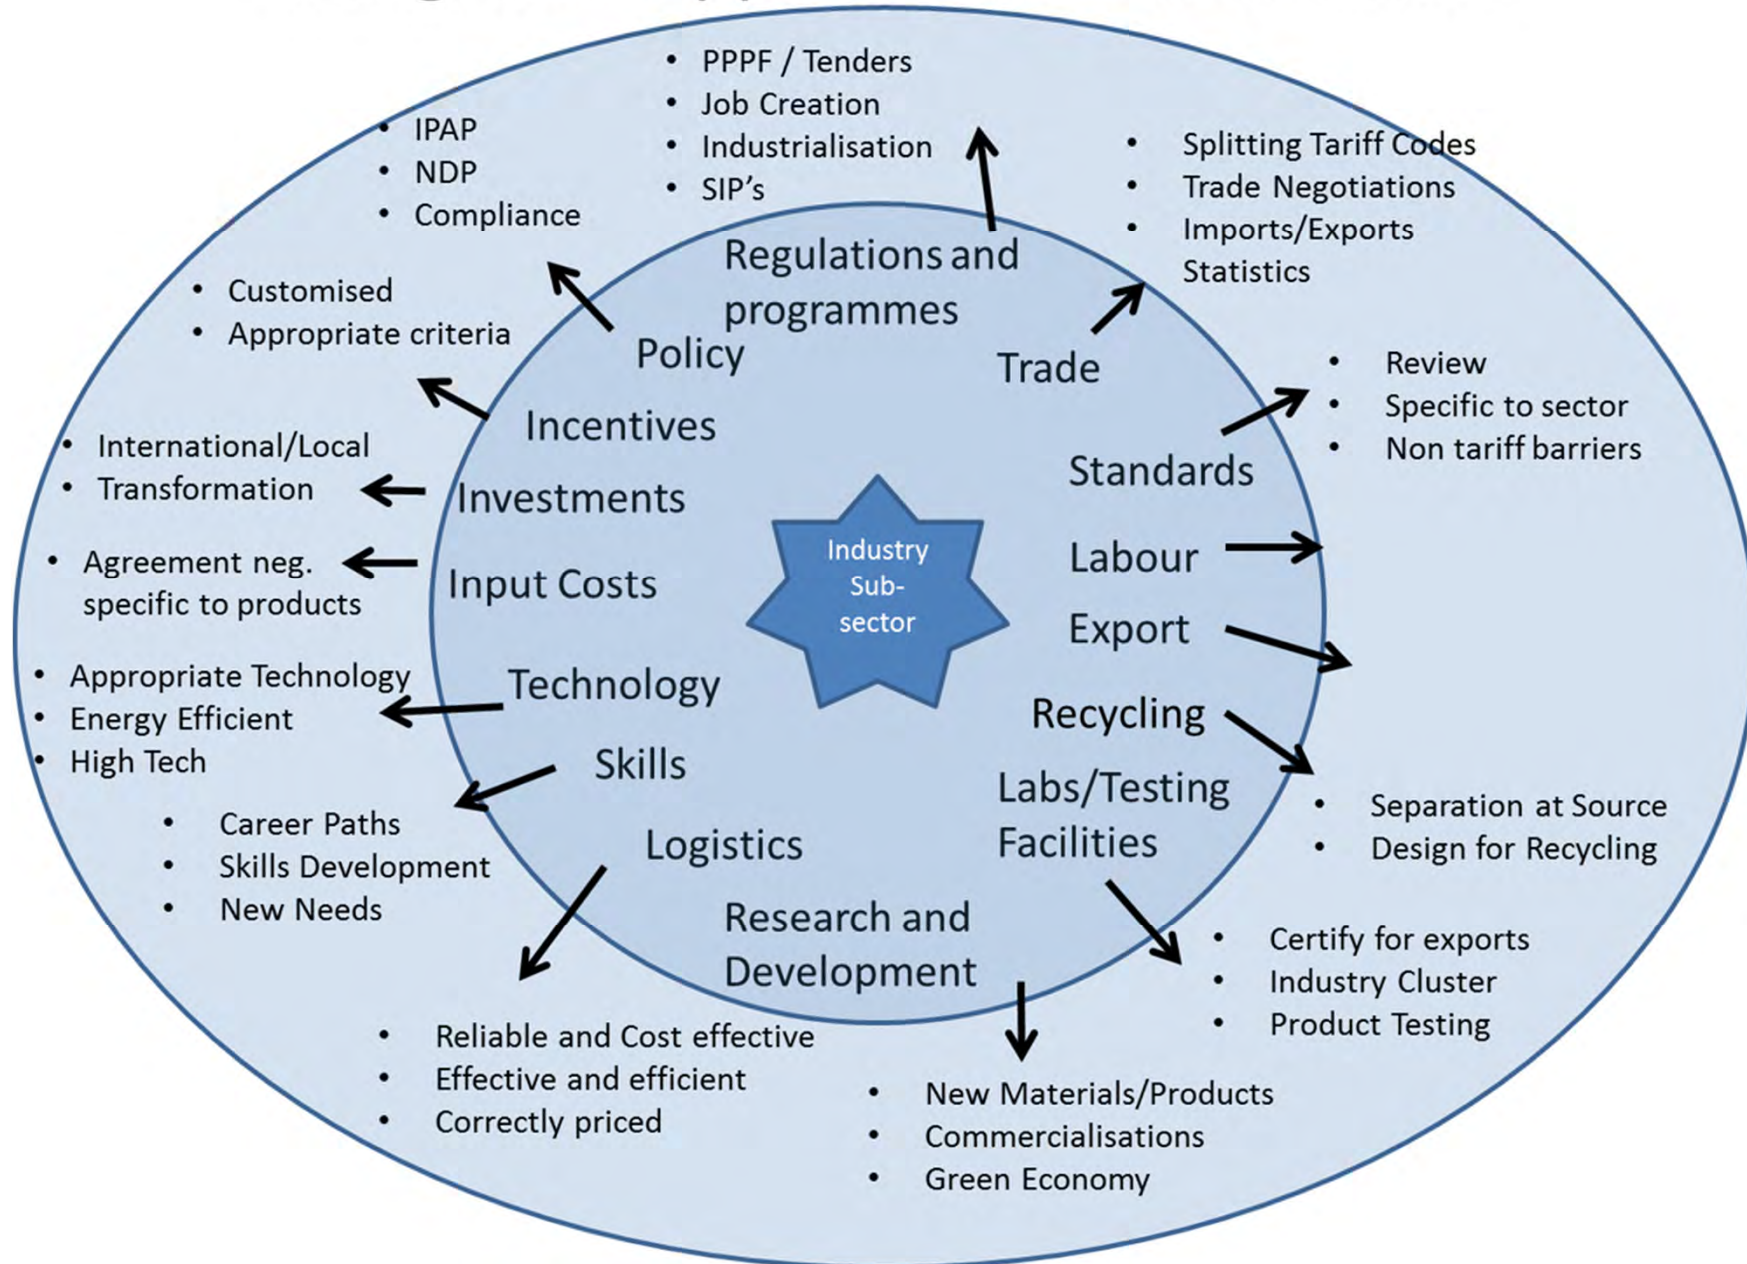 • PPPF / Tenders
• Job Creation
• Industrialisation
• SIP's
• IPAP
• NDP
• Compliance
• Splitting Tariff Codes
• Trade Negotiations
• Imports/Exports
Statistics
• Customised
• Appropriate criteria
• Review
• Specific to sector
• Non tariff barriers
• International/Local
• Transformation
• Agreement neg.
specific to products
• Appropriate Technology
• Energy Efficient
• High Tech
• Career Paths
• Skills Development
• New Needs
• Separation at Source
• Design for Recycling
• Certify for exports
• Industry Cluster
• Product Testing
• Reliable and Cost effective
• Effective and efficient
• Correctly priced
• New Materials/Products
• Commercialisations
• Green Economy
Regulations and
programmes
Policy
Trade
Incentives
Standards
Investments
Labour
Input Costs
Export
Technology
Recycling
Skills
Labs/Testing
Facilities
Logistics
Research and
Development
Industry
Sub-
sector